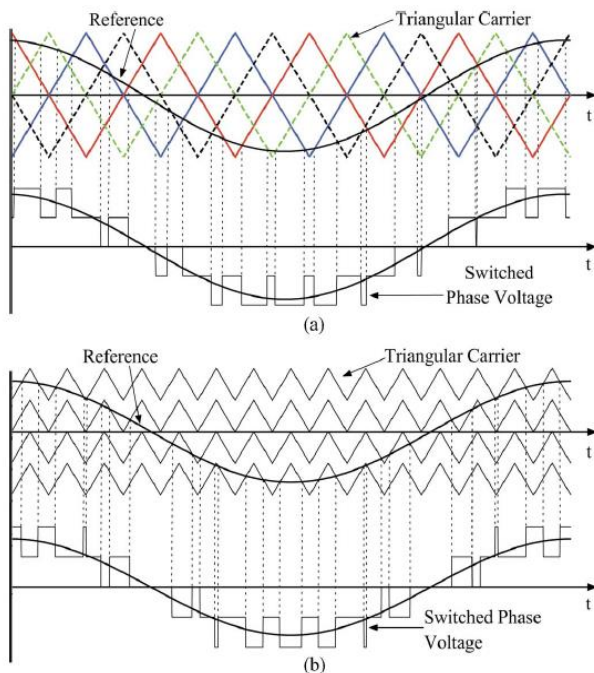 Reference
Triangular Carrier
t
t
Switched
Phase Voltage
(a)
Reference
Triangular Carrier
t
t
Switched Phase
Voltage
(b)